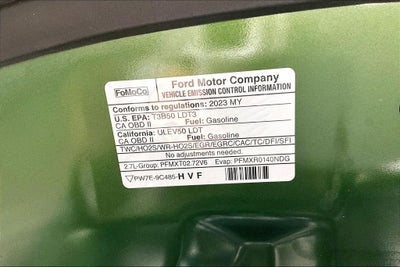 FoMoCo
Ford Motor Company
VEHICLE EMISSION CONTROL INFORMATION
Conforms to regulations: 2023 MY
U.S. EPA: T3B50 LDT3
CA OBD II Fuel: Gasoline
California: ULEV50 LDT
CA OBD II Fuel: Gasoline
TWC/HO2S/WR-HO2S/EGR/EGRC/CAC/TC/DFI/SFI
No adjustments needed.
2.7L-Group: PFMXT02.72V6 Evap: PFMXR0140NDG
PW7E-9C485-HVF